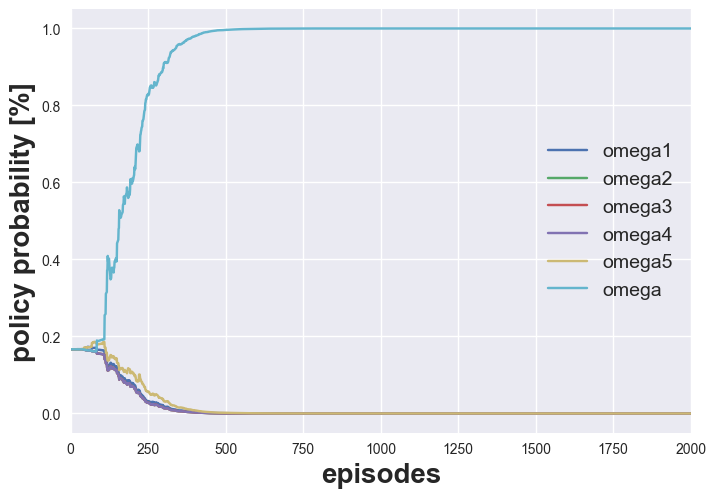 1.0
0.8
0.6
0.4
0.2
0.0
policy probability [%]
omega1
omega2
omega3
omega4
omega5
omega
0 250 500 750 1000 1250 1500 1750 2000
episodes